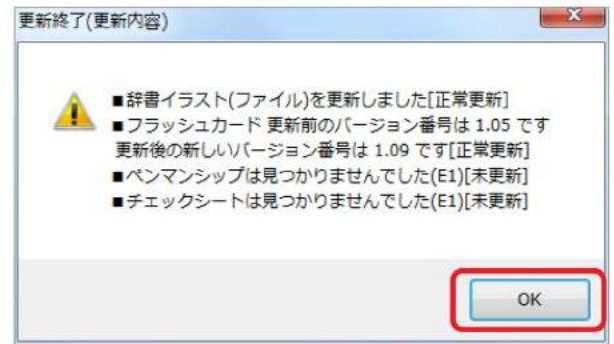 更新終了(更新内容)
■辞書イラスト(ファイル)を更新しました[正常更新]
■フラッシュカード 更新前のバージョン番号は 1.05 です
更新後の新しいバージョン番号は 1.09 です[正常更新]
■ペンマンシップは見つかりませんでした(E1)[未更新]
■チェックシートは見つかりませんでした(E1)[未更新]
OK